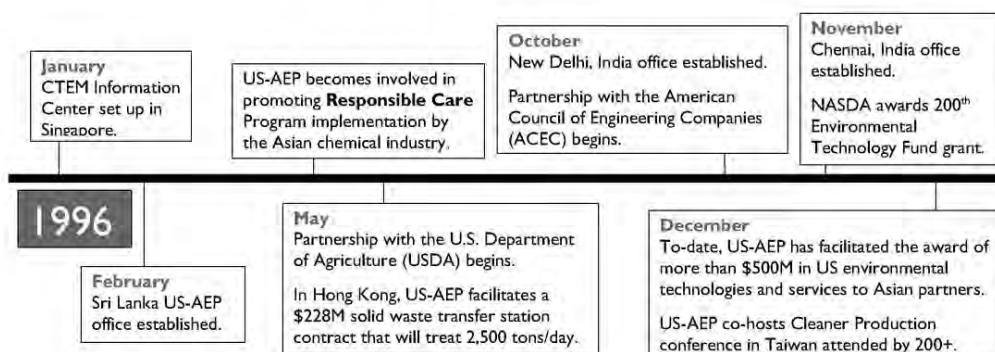 January
CTEM Information
Center set up in
Singapore.
US-AEP becomes involved in
promoting Responsible Care
Program implementation by
the Asian chemical industry.
October
New Delhi, India office established.
Partnership with the American
Council of Engineering Companies
(ACEC) begins.
November
Chennai, India office
established.
NASDA awards 200th
Environmental
Technology Fund grant.
1996
February
Sri Lanka US-AEP
office established.
May
Partnership with the U.S. Department
of Agriculture (USDA) begins.
In Hong Kong, US-AEP facilitates a
$228M solid waste transfer station
contract that will treat 2,500 tons/day.
December
To-date, US-AEP has facilitated the award of
more than $500M in US environmental
technologies and services to Asian partners.
US-AEP co-hosts Cleaner Production
conference in Taiwan attended by 200+.